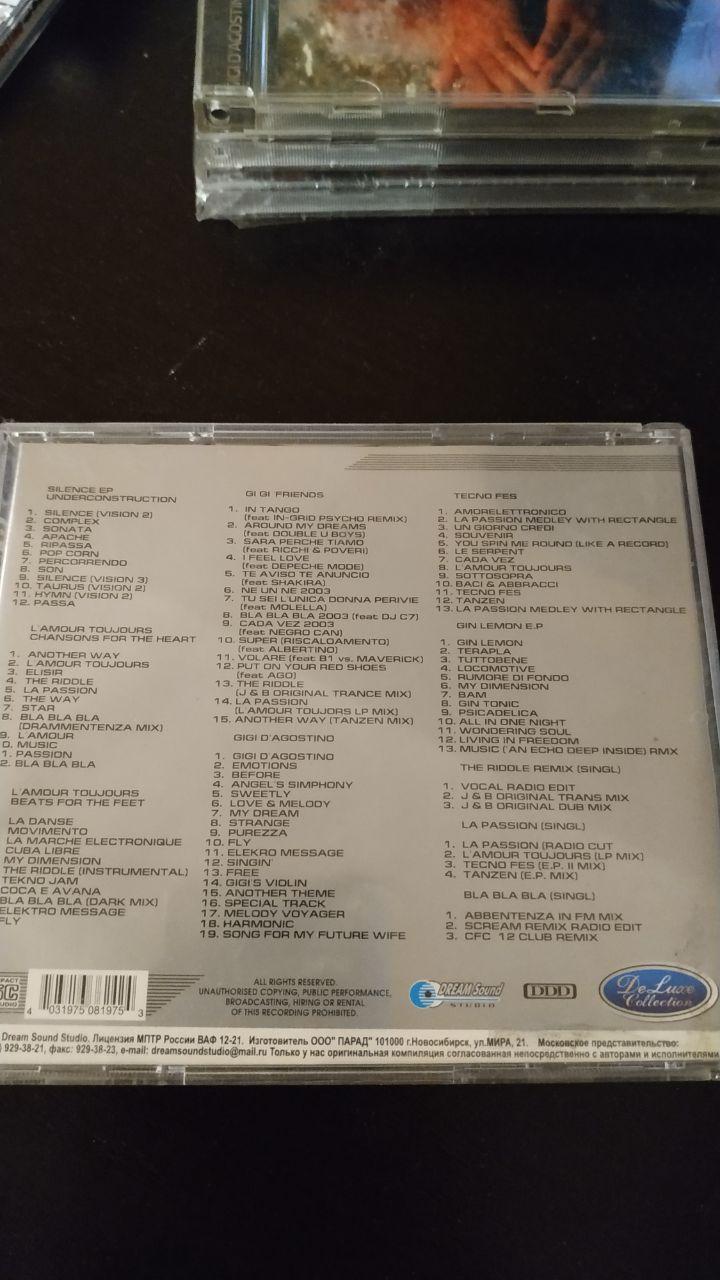 GI D'AGOSTIN
SILENCE EP
UNDERCONSTRUCTION
1. SILENCE (VISION 2)
2. COMPLEX
3. SONATA
4. APACHE
5. RIPASSA
6. POP CORN
7. PERCORRENDO
8. SON
9. SILENCE (VISION 3)
10. TAURUS (VISION 2)
11. HYMN (VISION 2)
12. PASSA
L'AMOUR TOUJOURS
CHANSONS FOR THE HEART
1. ANOTHER WAY
2. L'AMOUR TOUJOURS
3. ELISIR
4. THE RIDDLE
5. LA PASSION
6. THE WAY
7. STAR
8. BLA BLA BLA
(DRAMMENTENZA MIX)
9. L'AMOUR
0. MUSIC
1. PASSION
2. BLA BLA BLA
L'AMOUR TOUJOURS
BEATS FOR THE FEET
LA DANSE
MOVIMENTO
LA MARCHE ELECTRONIQUE
CUBA LIBRE
MY DIMENSION
THE RIDDLE (INSTRUMENTAL)
TEKNO JAM
COCA E AVANA
BLA BLA BLA (DARK MIX)
ELEKTRO MESSAGE
FLY
GI GI FRIENDS
1. IN TANGO
(feat IN-GRID PSYCHO REMIX)
2. AROUND MY DREAMS
(feat DOUBLE U BOYS)
3. SARA PERCHE TIAMO
(feat RICCHI & POVERI)
4. I FEEL LOVE
(feat DEPECHE MODE)
5. TE AVISO TE ANUNCIO
(feat SHAKIRA)
6. NE UN NE 2003
7. TU SEI L'UNICA DONNA PERIVIE
(feat MOLELLA)
8. BLA BLA BLA 2003 (feat DJ C7)
9. CADA VEZ 2003
(feat NEGRO CAN)
10. SUPER (RISCALOAMENTO)
(feat ALBERTINO)
11. VOLARE (feat B1 vs. MAVERICK)
12. PUT ON YOUR RED SHOES
(feat AGO)
13. THE RIDDLE
(J & B ORIGINAL TRANCE MIX)
14. LA PASSION
(L'AMOUR TOUJORS LP MIX)
15. ANOTHER WAY (TANZEN MIX)
GIGI D'AGOSTINO
1. GIGI D'AGOSTINO
2. EMOTIONS
3. BEFORE
4. ANGEL'S SIMPHONY
5. SWEETLY
6. LOVE & MELODY
7. MY DREAM
8. STRANGE
9. PUREZZA
10. FLY
11. ELEKRO MESSAGE
12. SINGIN'
13. FREE
14. GIGI'S VIOLIN
15. ANOTHER THEME
16. SPECIAL TRACK
17. MELODY VOYAGER
18. HARMONIC
19. SONG FOR MY FUTURE WIFE
TECNO FES
1. AMORELETTRONICO
2. LA PASSION MEDLEY WITH RECTANGLE
3. UN GIORNO CREDI
4. SOUVENIR
5. YOU SPIN ME ROUND (LIKE A RECORD)
6. LE SERPENT
7. CADA VEZ
8. L'AMOUR TOUJOURS
9. SOTTOSOPRA
10. BACI & ABBRACCI
11. TECNO FES
12. TANZEN
13. LA PASSION MEDLEY WITH RECTANGLE
GIN LEMON E.P
1. GIN LEMON
2. TERAPLA
3. TUTTOBENE
4. LOCOMOTIVE
5. RUMORE DI FONDO
6. MY DIMENSION
7. BAM
8. GIN TONIC
9. PSICADELICA
10. ALL IN ONE NIGHT
11. WONDERING SOUL
12. LIVING IN FREEDOM
13. MUSIC ('AN ECHO DEEP INSIDE) RMX
THE RIDDLE REMIX (SINGL)
1. VOCAL RADIO EDIT
2. J & B ORIGINAL TRANS MIX
3. J & B ORIGINAL DUB MIX
LA PASSION (SINGL)
1. LA PASSION (RADIO CUT
2. L'AMOUR TOUJOURS (LP MIX)
3. TECNO FES (E.P. II MIX)
4. TANZEN (E.P. MIX)
BLA BLA BLA (SINGL)
1. ABBENTENZA IN FM MIX
2. SCREAM REMIX RADIO EDIT
3. CFC 12 CLUB REMIX
4 031975 081975 3
ALL RIGHTS RESERVED.
UNAUTHORISED COPYING, PUBLIC PERFORMANCE,
BROADCASTING, HIRING OR RENTAL
OF THIS RECORDING PROHIBITED.
DREAM Sound
STUDIO
DDD
De Luxe
Collection
Dream Sound Studio. Лицензия МПТР России ВАФ 12-21. Изготовитель ООО" ПАРАД" 101000 г.Новосибирск, ул.МИРА, 21. Московское представительство:
) 929-38-21, факс: 929-38-23, e-mail: dreamsoundstudio@mail.ru Только у нас оригинальная компиляция согласованная непосредственно с авторами и исполнителями